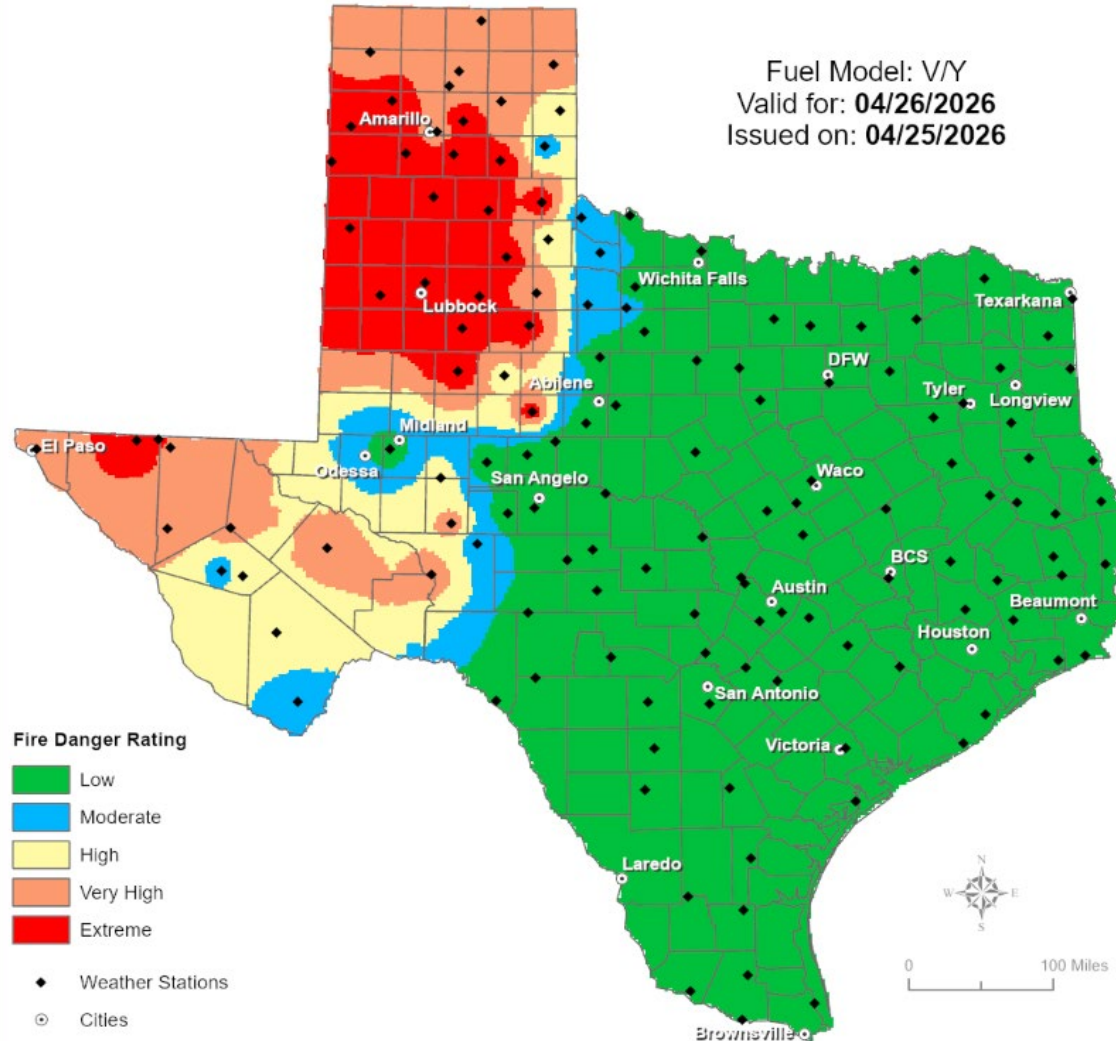 Fuel Model: V/Y
Valid for: 04/26/2026
Issued on: 04/25/2026
Amarillo
Wichita Falls
Lubbock
Texarkana
DFW
Abilene
Tyler
Longview
Midland
El Paso
Odessa
San Angelo
Waco
BCS
Austin
Beaumont
Houston
San Antonio
Victoria
Laredo
Brownsville
Fire Danger Rating
Low
Moderate
High
Very High
Extreme
Weather Stations
Cities
N
W E
S
0 100 Miles